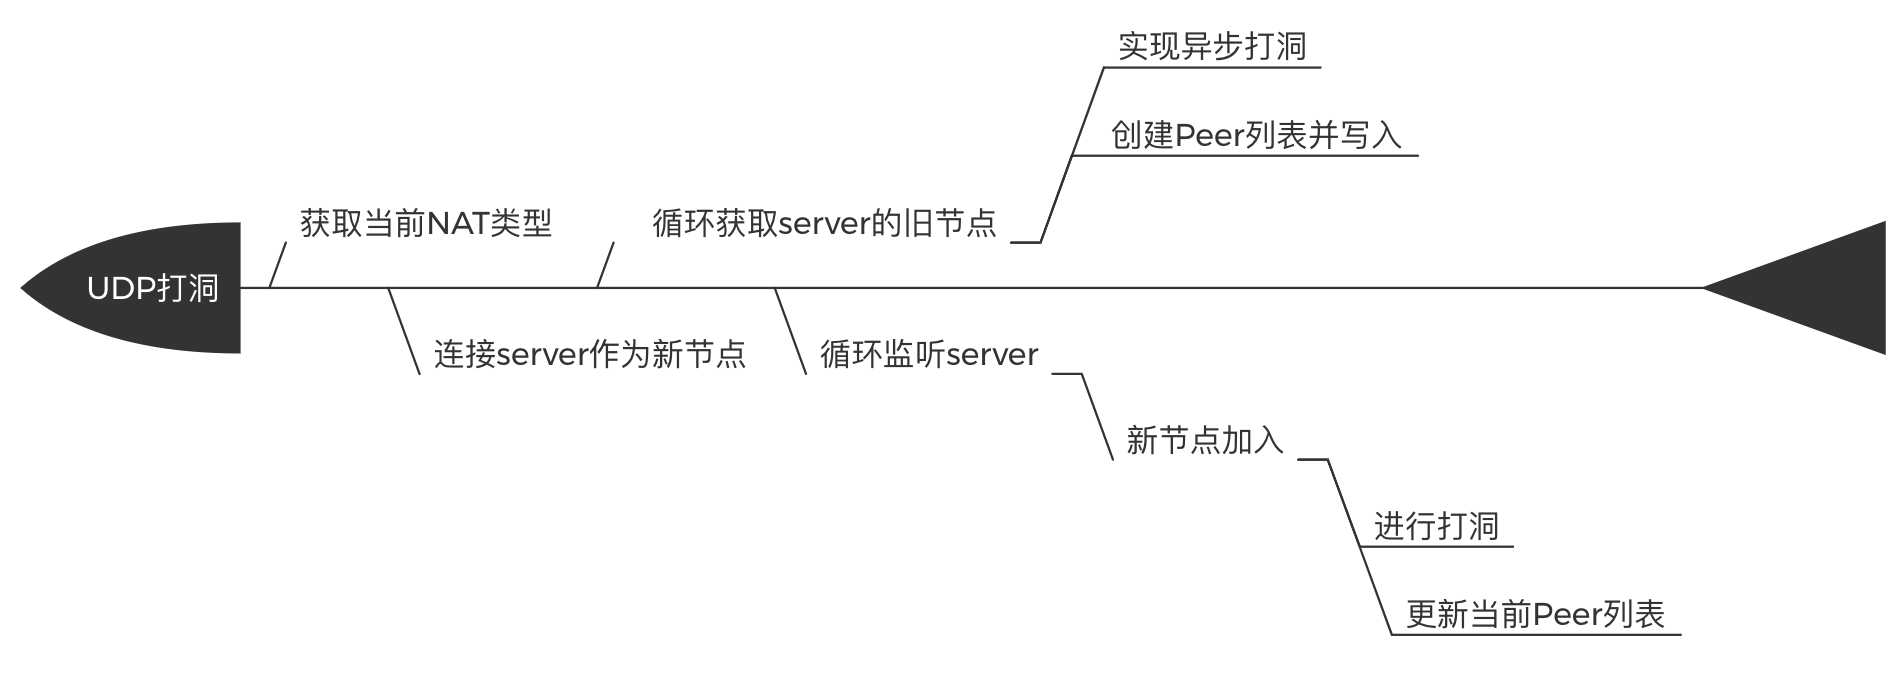 实现异步打洞
创建Peer列表并写入
获取当前NAT类型
循环获取server的旧节点
UDP打洞
连接server作为新节点
循环监听server
新节点加入
进行打洞
更新当前Peer列表